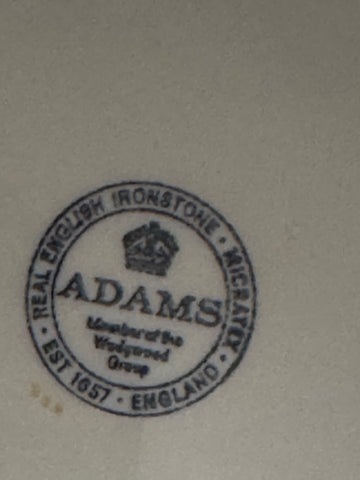 REAL ENGLISH IRONSTONE · MICRATEX ·
ADAMS
Member of the
Wedgwood
Group
· EST 1657 · ENGLAND ·